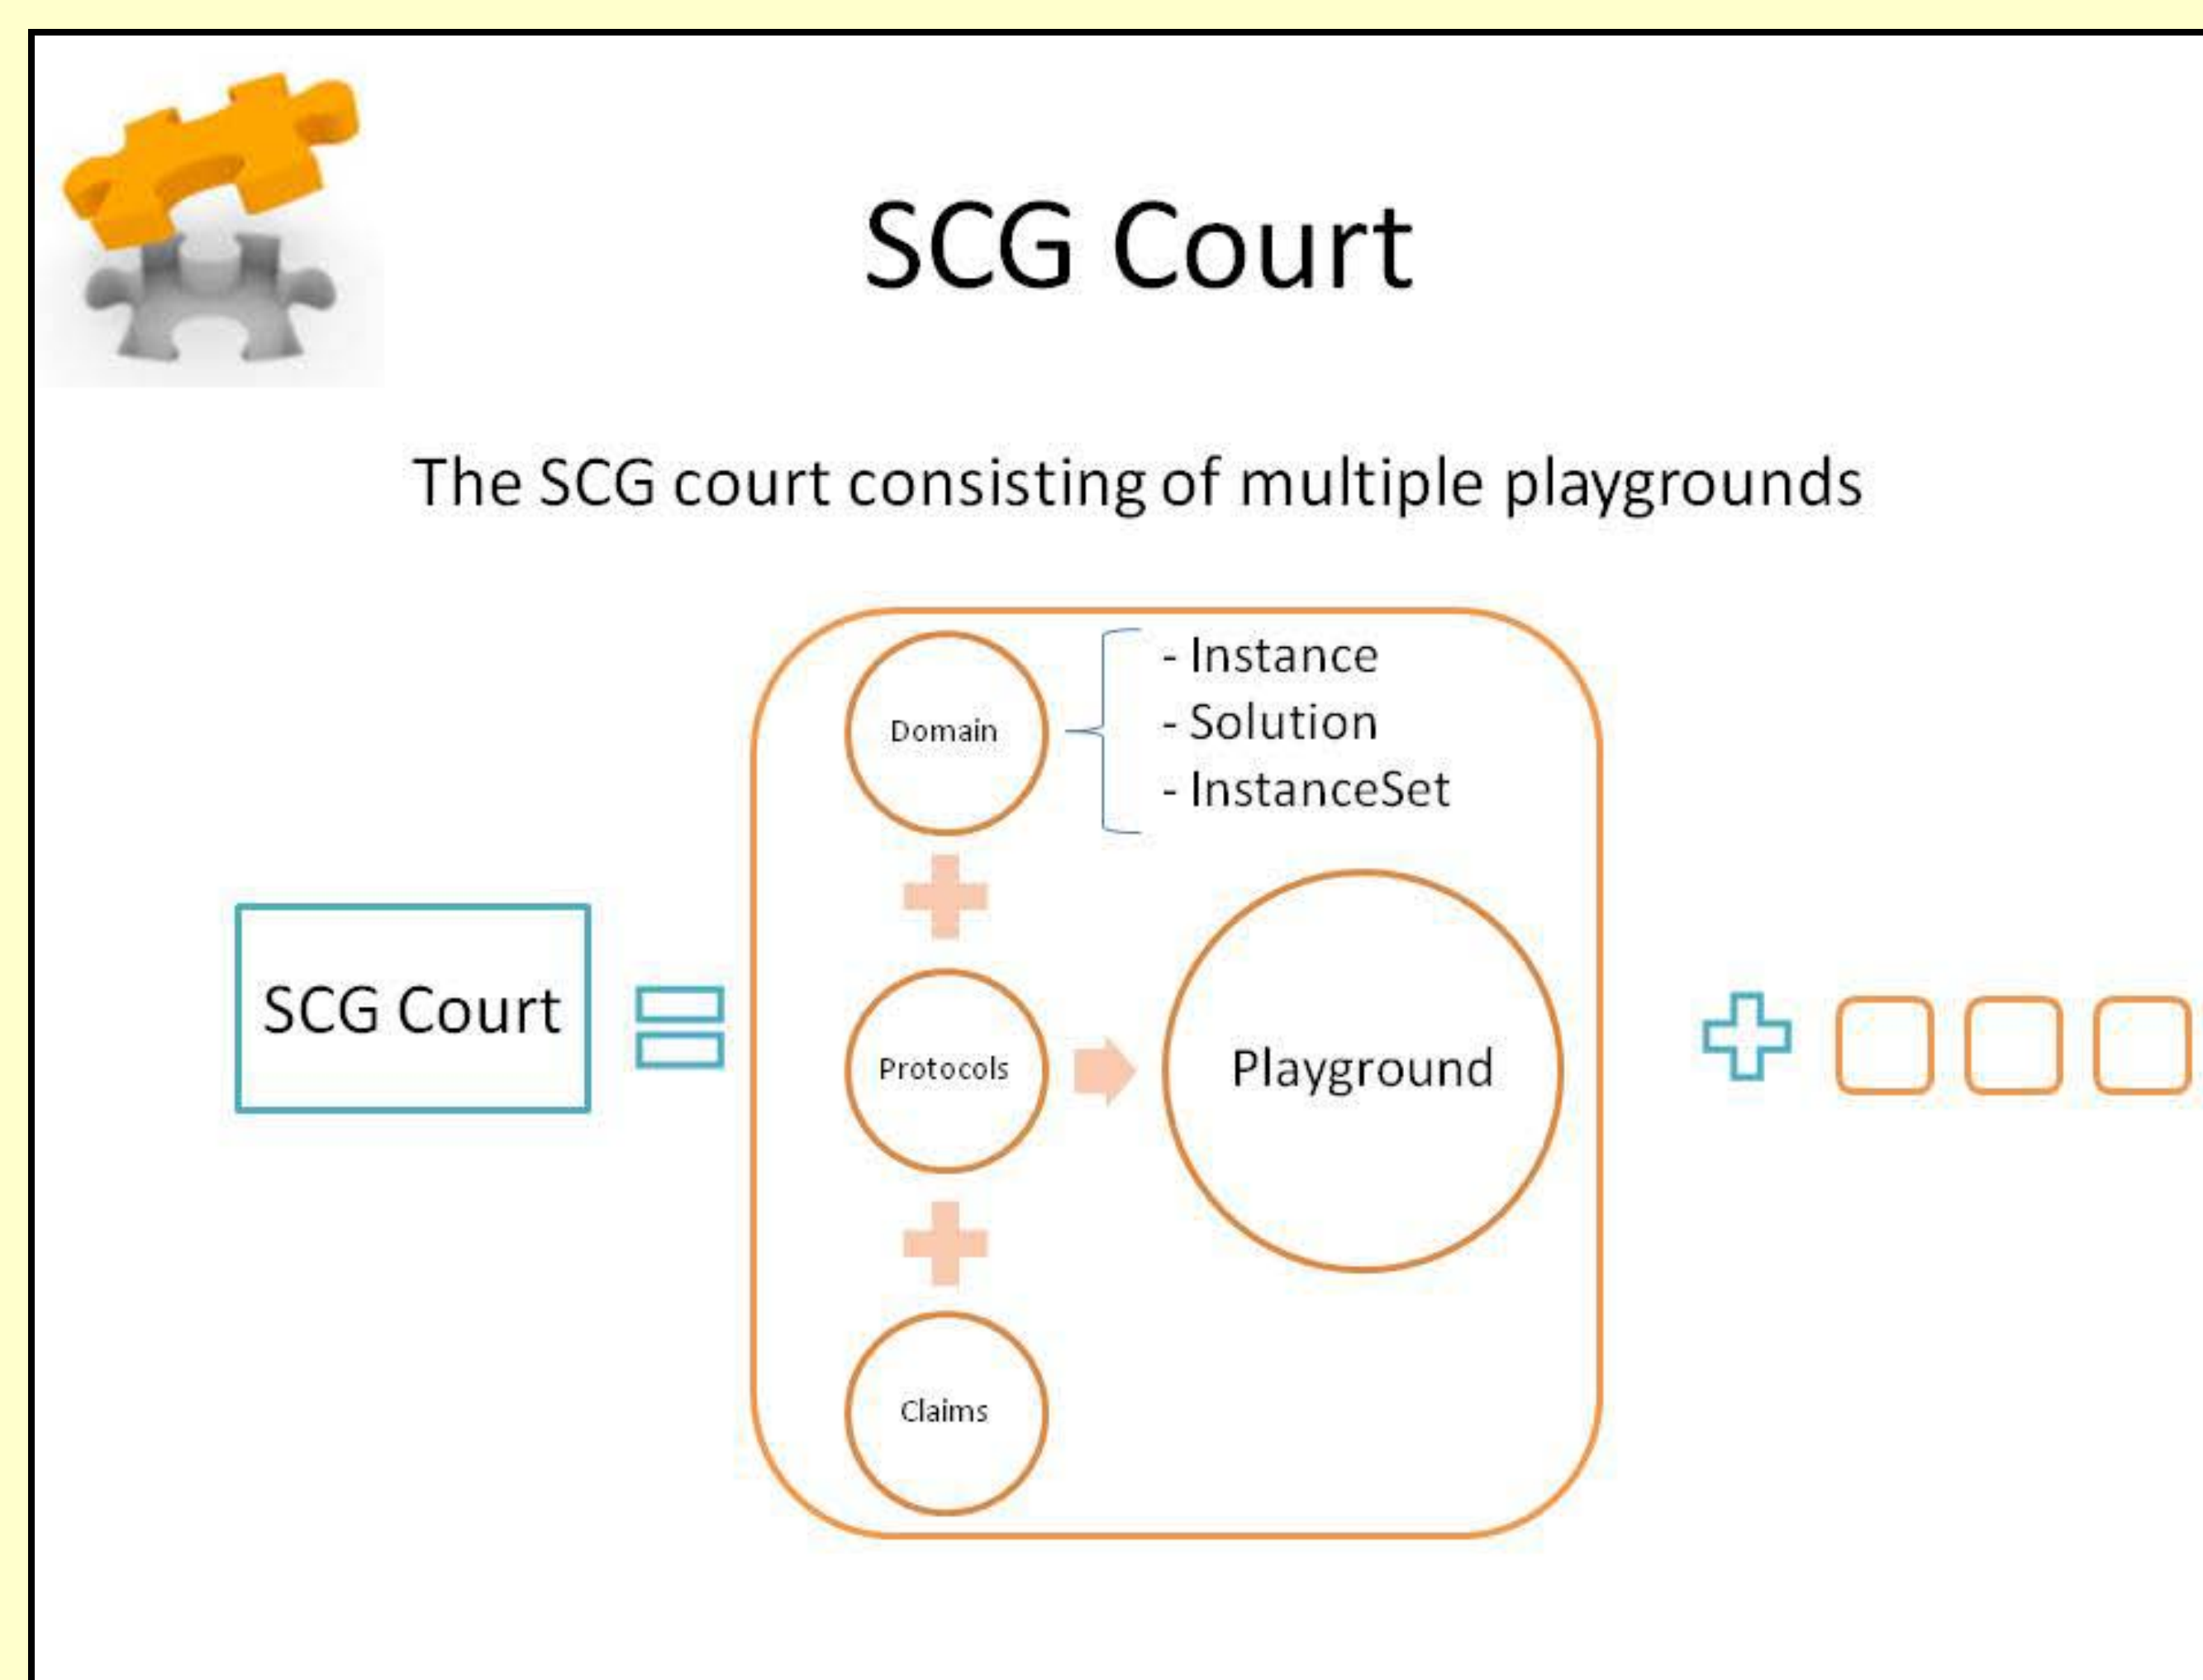 SCG Court
The SCG court consisting of multiple playgrounds
Domain
- Instance
- Solution
- InstanceSet
SCG Court
Protocols
Playground
Claims